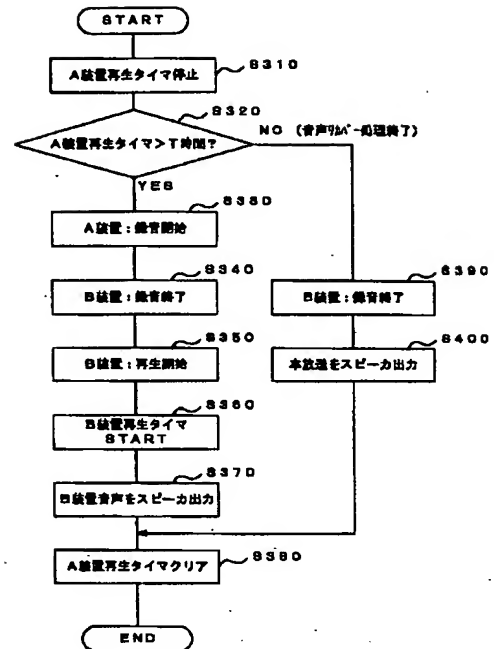 START
A装置再生タイマ停止
S310
S320
A装置再生タイマ>T時間?
NO (音声リカバー処理終了)
YES
S330
A装置:録音開始
S340
B装置:録音終了
S390
B装置:録音終了
S350
B装置:再生開始
S400
本放送をスピーカ出力
S360
B装置再生タイマ
START
S370
B装置音声をスピーカ出力
S380
A装置再生タイマクリア
END